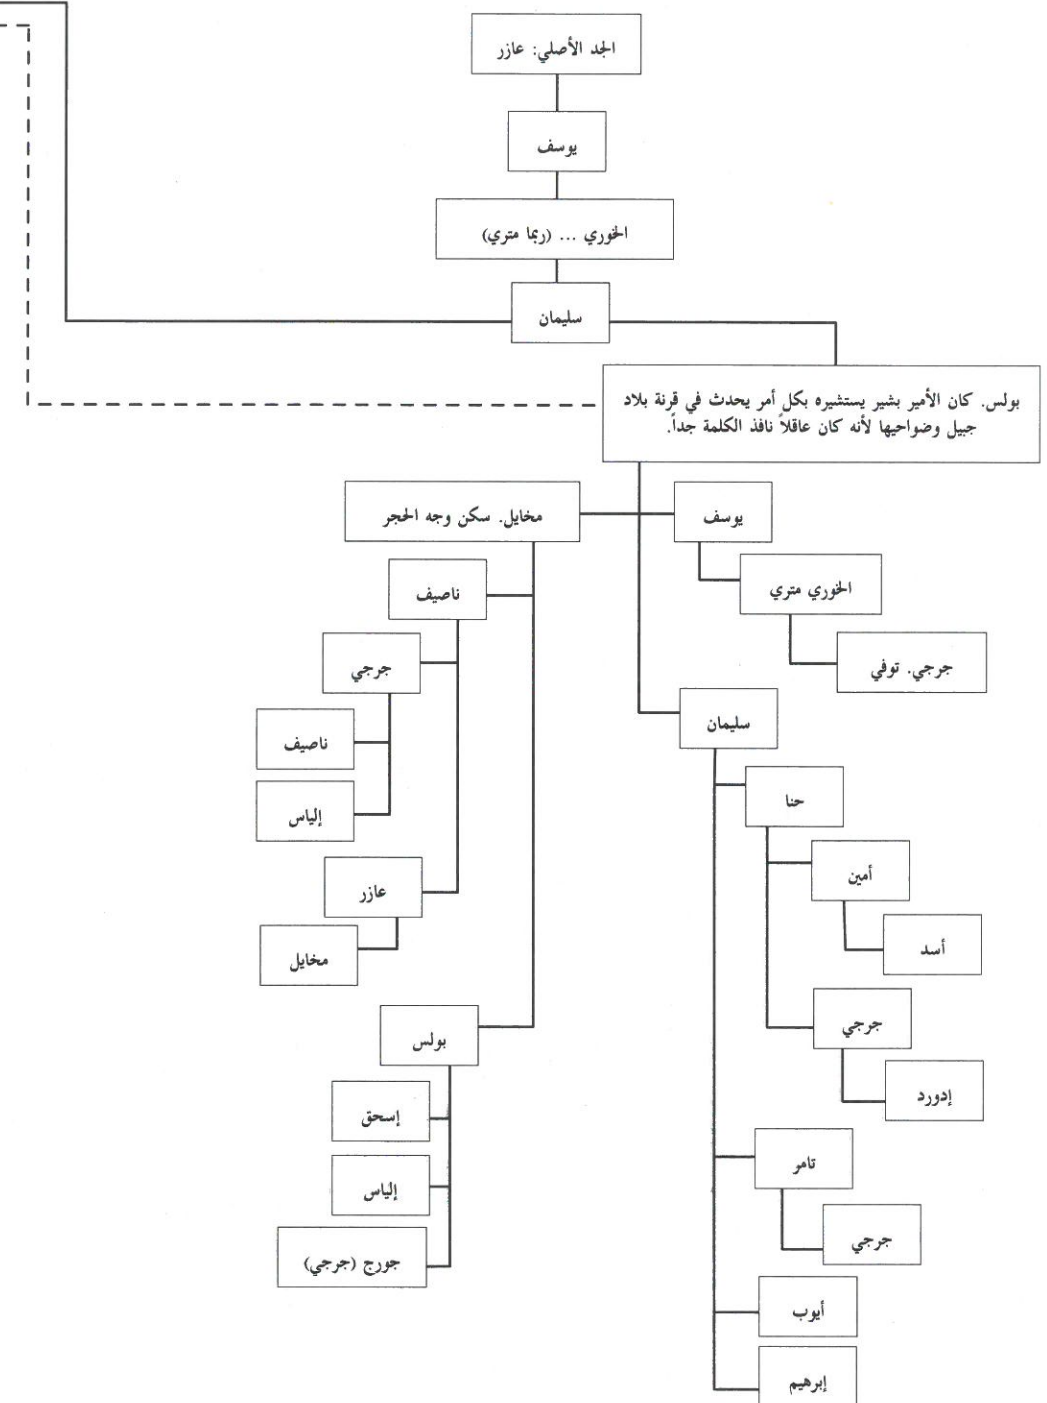 الجد الأصلي: عازر
يوسف
الخوري ... (ربما متري)
سليمان
بولس. كان الأمير بشير يستشيره بكل أمر يحدث في قرنة بلاد
جبيل وضواحيها لأنه كان عاقلاً نافذ الكلمة جداً.
يوسف
الخوري متري
جرجي. توفي
سليمان
حنا
أمين
أسد
جرجي
إدورد
تامر
جرجي
أيوب
إبرهيم
مخايل. سكن وجه الحجر
ناصيف
جرجي
ناصيف
إلياس
عازر
مخايل
بولس
إسحق
إلياس
جورج (جرجي)